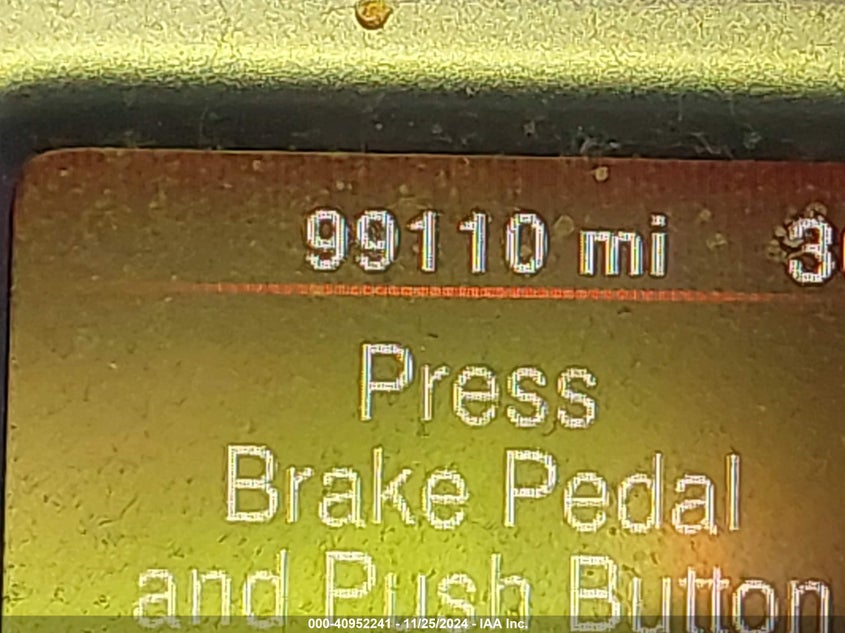 99110 mi
Press
Brake Pedal
and Push Button
000-40952241 - 11/25/2024 - IAA Inc.